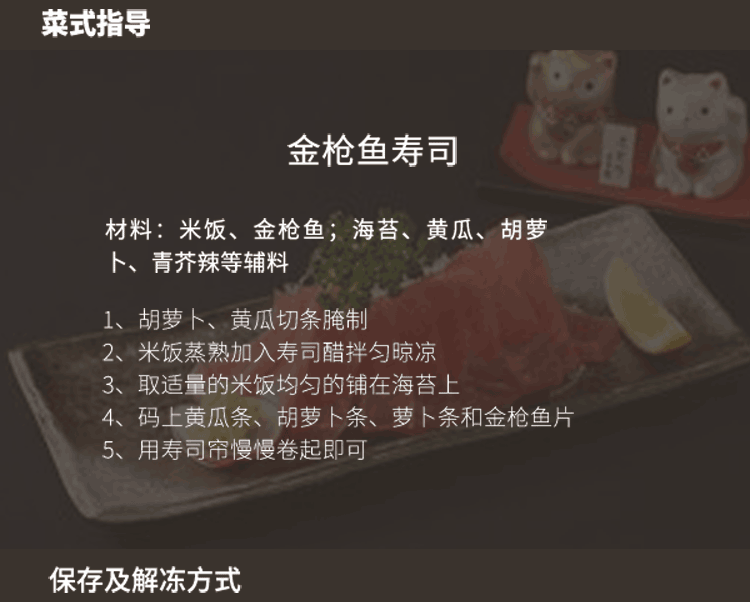 菜式指导
金枪鱼寿司
材料：米饭、金枪鱼；海苔、黄瓜、胡萝
卜、青芥辣等辅料
1、胡萝卜、黄瓜切条腌制
2、米饭蒸熟加入寿司醋拌匀晾凉
3、取适量的米饭均匀的铺在海苔上
4、码上黄瓜条、胡萝卜条、萝卜条和金枪鱼片
5、用寿司帘慢慢卷起即可
保存及解冻方式